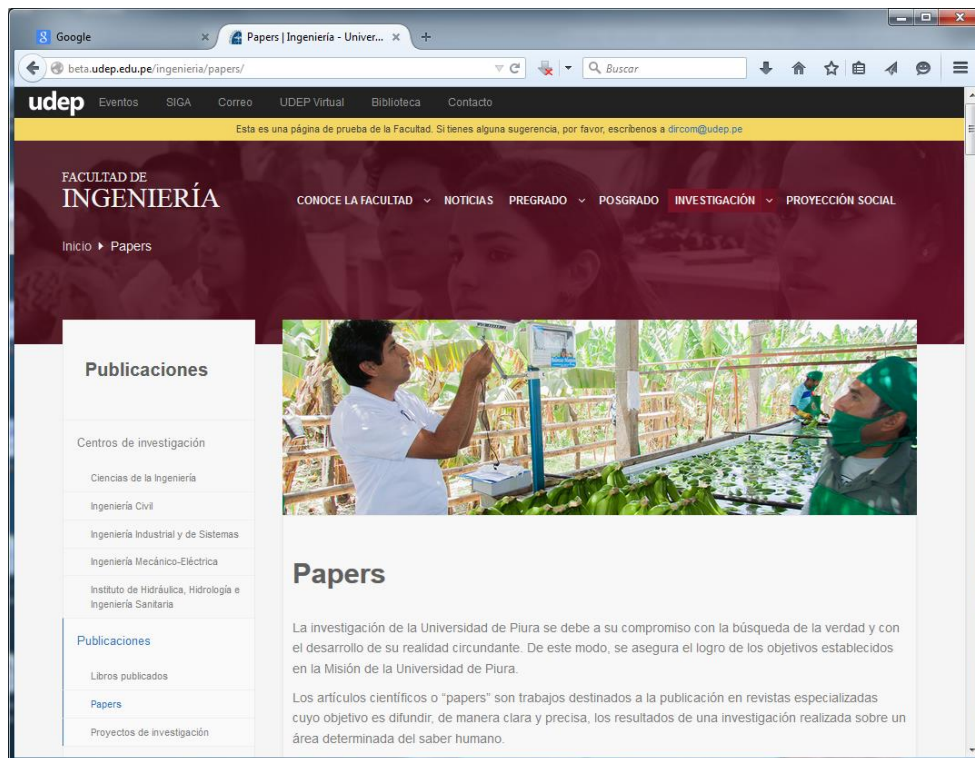 Google
Papers | Ingeniería - Univer...
beta.udep.edu.pe/ingenieria/papers/
Buscar
udep Eventos SIGA Correo UDEP Virtual Biblioteca Contacto
Esta es una página de prueba de la Facultad. Si tienes alguna sugerencia, por favor, escríbenos a dircom@udep.pe
FACULTAD DE
INGENIERÍA
CONOCE LA FACULTAD NOTICIAS PREGRADO POSGRADO INVESTIGACIÓN PROYECCIÓN SOCIAL
Inicio Papers
Publicaciones
Centros de investigación
Ciencias de la Ingeniería
Ingeniería Civil
Ingeniería Industrial y de Sistemas
Ingeniería Mecánico-Eléctrica
Instituto de Hidráulica, Hidrología e
Ingeniería Sanitaria
Publicaciones
Libros publicados
Papers
Proyectos de investigación
Papers
La investigación de la Universidad de Piura se debe a su compromiso con la búsqueda de la verdad y con
el desarrollo de su realidad circundante. De este modo, se asegura el logro de los objetivos establecidos
en la Misión de la Universidad de Piura.
Los artículos científicos o “papers” son trabajos destinados a la publicación en revistas especializadas
cuyo objetivo es difundir, de manera clara y precisa, los resultados de una investigación realizada sobre un
área determinada del saber humano.